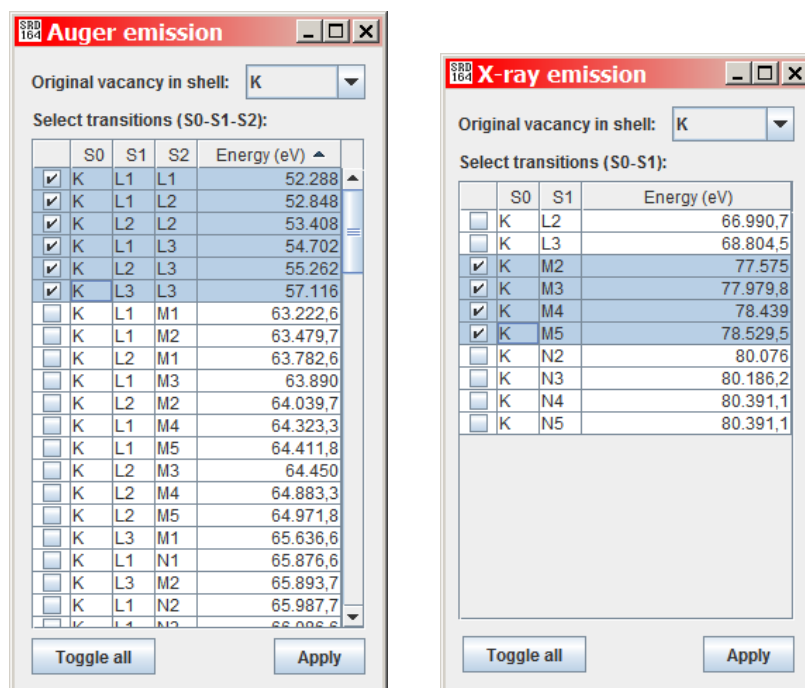 SRD 164 Auger emission
Original vacancy in shell: K
Select transitions (S0-S1-S2):
S0 S1 S2 Energy (eV)
K L1 L1 52.288
K L1 L2 52.848
K L2 L2 53.408
K L1 L3 54.702
K L2 L3 55.262
K L3 L3 57.116
K L1 M1 63.222,6
K L1 M2 63.479,7
K L2 M1 63.782,6
K L1 M3 63.890
K L2 M2 64.039,7
K L1 M4 64.323,3
K L1 M5 64.411,8
K L2 M3 64.450
K L2 M4 64.883,3
K L2 M5 64.971,8
K L3 M1 65.636,6
K L1 N1 65.876,6
K L3 M2 65.893,7
K L1 N2 65.987,7
K L1 N3 66.086,6
Toggle all Apply
SRD 164 X-ray emission
Original vacancy in shell: K
Select transitions (S0-S1):
S0 S1 Energy (eV)
K L2 66.990,7
K L3 68.804,5
K M2 77.575
K M3 77.979,8
K M4 78.439
K M5 78.529,5
K N2 80.076
K N3 80.186,2
K N4 80.391,1
K N5 80.391,1
Toggle all Apply